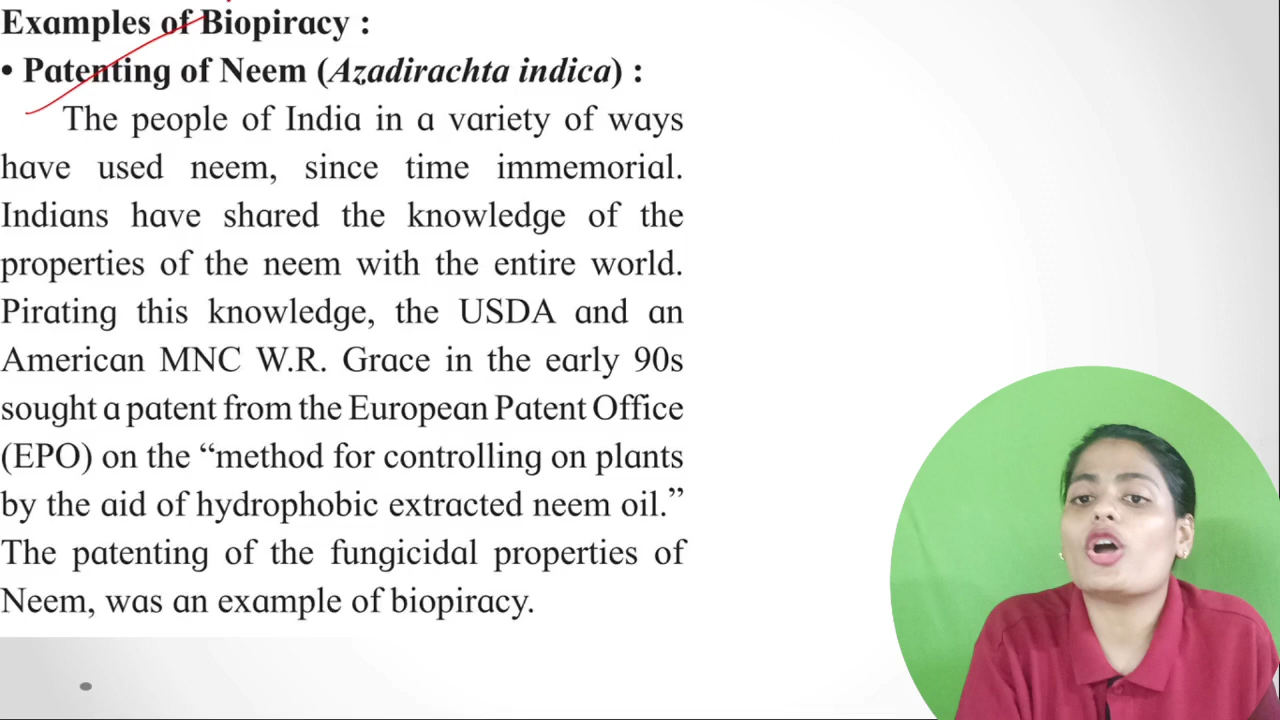 Examples of Biopiracy :
• Patenting of Neem (Azadirachta indica) :
The people of India in a variety of ways
have used neem, since time immemorial.
Indians have shared the knowledge of the
properties of the neem with the entire world.
Pirating this knowledge, the USDA and an
American MNC W.R. Grace in the early 90s
sought a patent from the European Patent Office
(EPO) on the “method for controlling on plants
by the aid of hydrophobic extracted neem oil.”
The patenting of the fungicidal properties of
Neem, was an example of biopiracy.